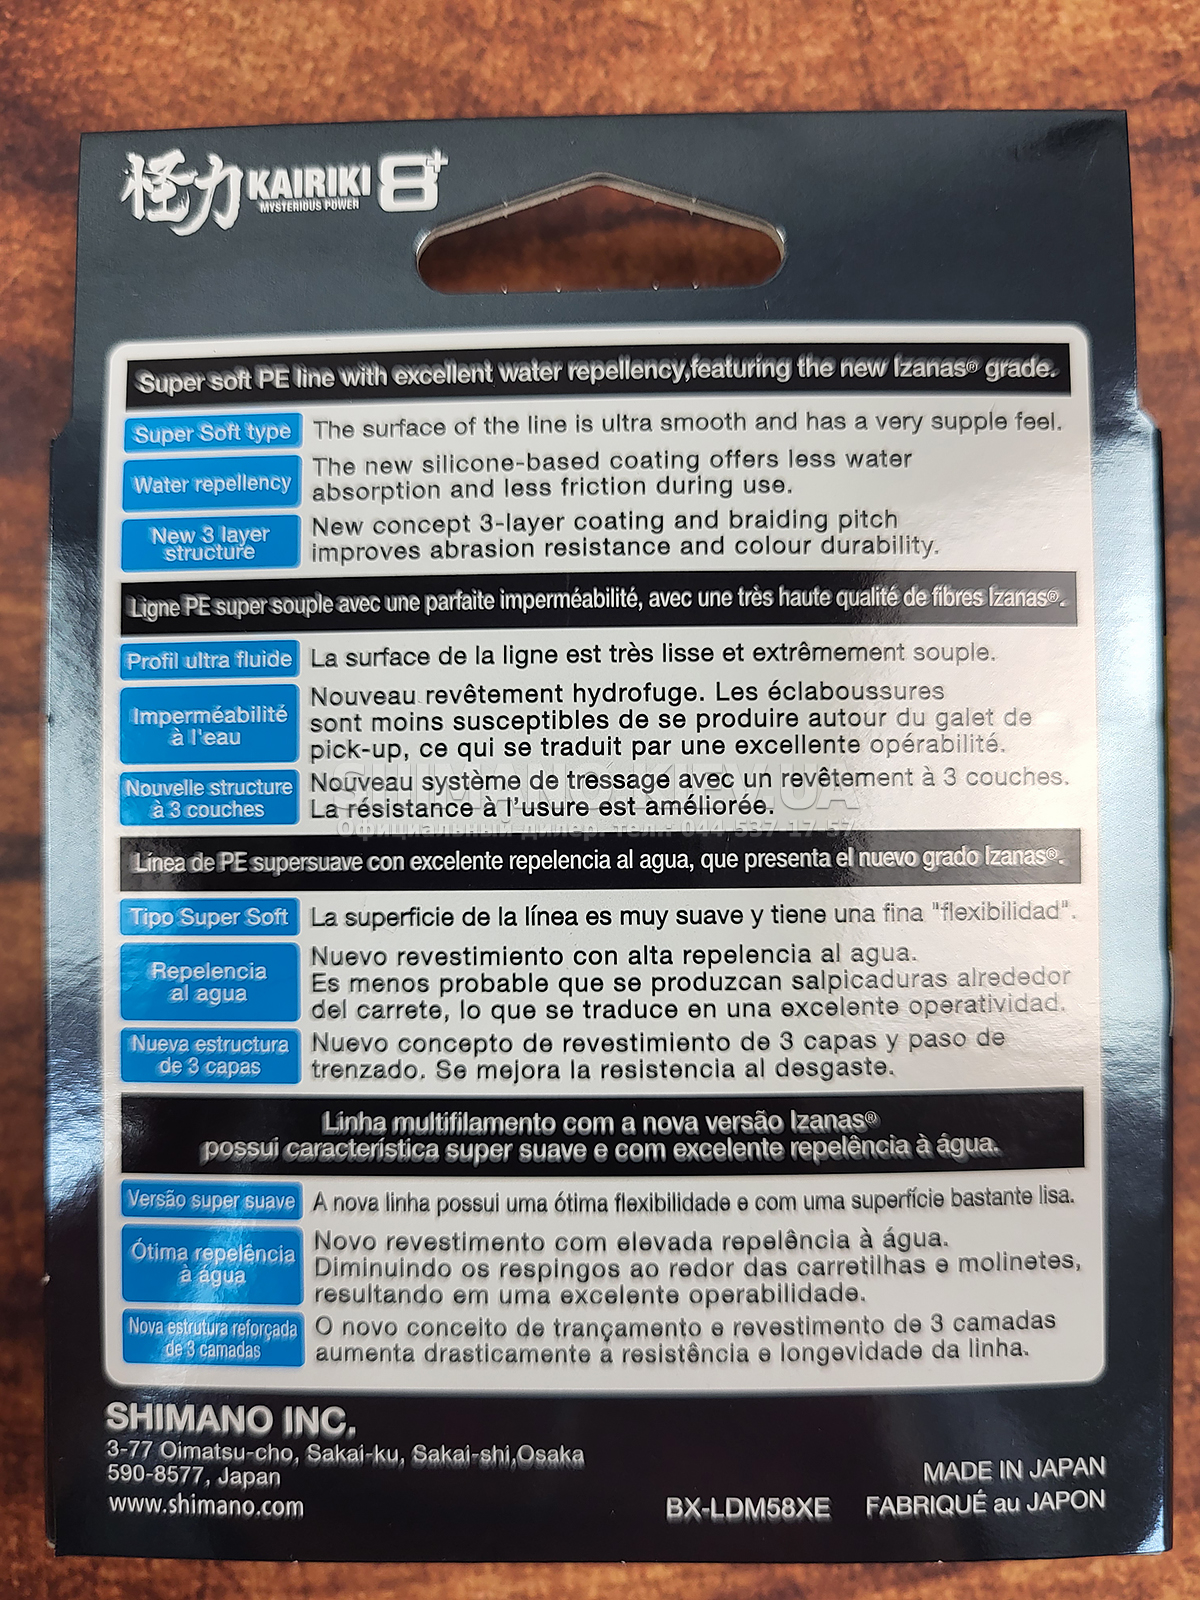 怪力 KAIRIKI 8+
MYSTERIOUS POWER
Super soft PE line with excellent water repellency,featuring the new Izanas® grade.
Super Soft type
The surface of the line is ultra smooth and has a very supple feel.
Water repellency
The new silicone-based coating offers less water
absorption and less friction during use.
New 3 layer
structure
New concept 3-layer coating and braiding pitch
improves abrasion resistance and colour durability.
Ligne PE super souple avec une parfaite imperméabilité, avec une très haute qualité de fibres Izanas®.
Profil ultra fluide
La surface de la ligne est très lisse et extrêmement souple.
Imperméabilité
à l'eau
Nouveau revêtement hydrofuge. Les éclaboussures
sont moins susceptibles de se produire autour du galet de
pick-up, ce qui se traduit par une excellente opérabilité.
Nouvelle structure
à 3 couches
Nouveau système de tressage avec un revêtement à 3 couches.
La résistance à l'usure est améliorée.
SHIMANO.KIEV.UA
Официальный дилер. тел.: 044 537 17 57
Línea de PE supersuave con excelente repelencia al agua, que presenta el nuevo grado Izanas®.
Tipo Super Soft
La superficie de la línea es muy suave y tiene una fina "flexibilidad".
Repelencia
al agua
Nuevo revestimiento con alta repelencia al agua.
Es menos probable que se produzcan salpicaduras alrededor
del carrete, lo que se traduce en una excelente operatividad.
Nueva estructura
de 3 capas
Nuevo concepto de revestimiento de 3 capas y paso de
trenzado. Se mejora la resistencia al desgaste.
Linha multifilamento com a nova versão Izanas®
possui característica super suave e com excelente repelência à água.
Versão super suave
A nova linha possui uma ótima flexibilidade e com uma superfície bastante lisa.
Ótima repelência
à água
Novo revestimento com elevada repelência à água.
Diminuindo os respingos ao redor das carretilhas e molinetes,
resultando em uma excelente operabilidade.
Nova estrutura reforçada
de 3 camadas
O novo conceito de trançamento e revestimento de 3 camadas
aumenta drasticamente a resistência e longevidade da linha.
SHIMANO INC.
3-77 Oimatsu-cho, Sakai-ku, Sakai-shi,Osaka
590-8577, Japan
www.shimano.com
BX-LDM58XE
MADE IN JAPAN
FABRIQUÉ au JAPON